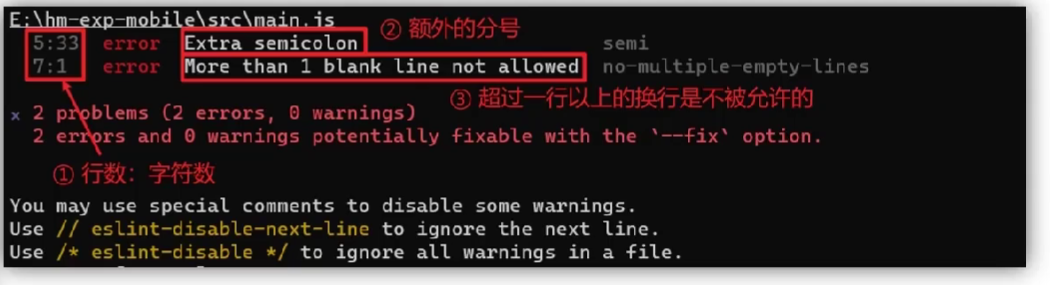 E:\hm-exp-mobile\src\main.js
② 额外的分号
5:33 error Extra semicolon semi
7:1 error More than 1 blank line not allowed no-multiple-empty-lines
③ 超过一行以上的换行是不被允许的
x 2 problems (2 errors, 0 warnings)
2 errors and 0 warnings potentially fixable with the `--fix` option.
① 行数：字符数
You may use special comments to disable some warnings.
Use // eslint-disable-next-line to ignore the next line.
Use /* eslint-disable */ to ignore all warnings in a file.